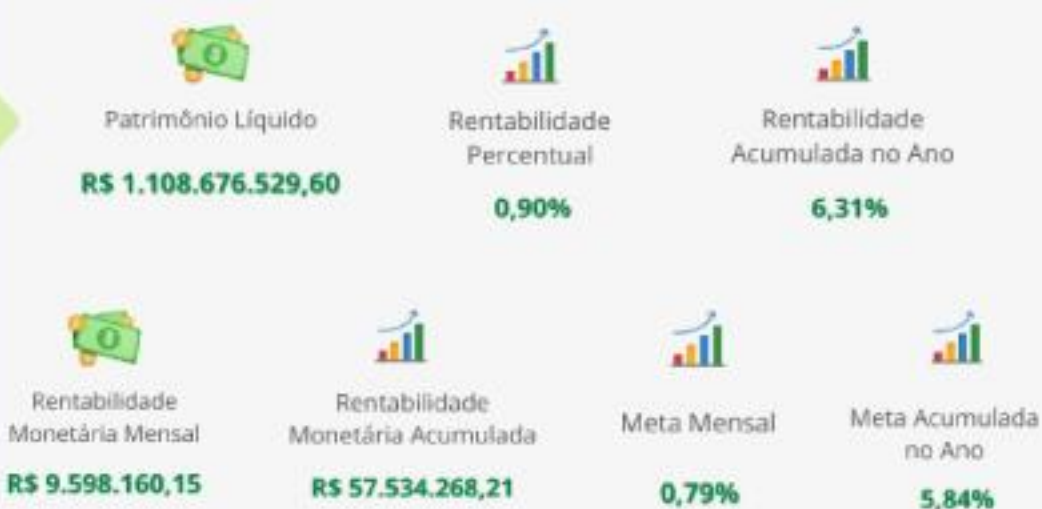 Patrimônio Líquido
R$ 1.108.676.529,60
Rentabilidade
Percentual
0,90%
Rentabilidade
Acumulada no Ano
6,31%
Rentabilidade
Monetária Mensal
R$ 9.598.160,15
Rentabilidade
Monetária Acumulada
R$ 57.534.268,21
Meta Mensal
0,79%
Meta Acumulada
no Ano
5,84%